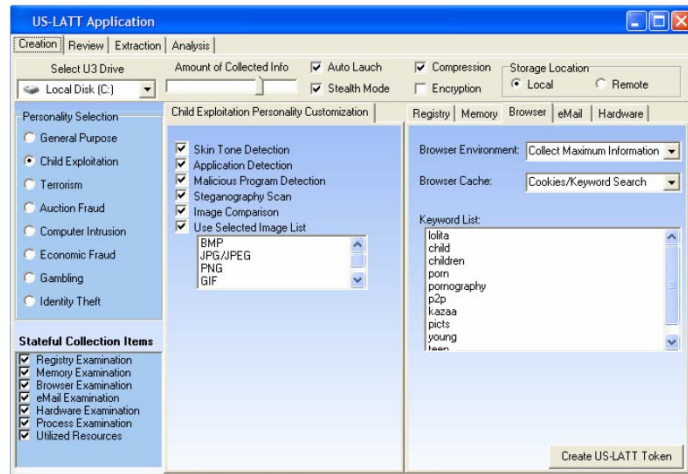 US-LATT Application
Creation Review Extraction Analysis
Select U3 Drive
Local Disk (C:)
Amount of Collected Info
Auto Lauch
Stealth Mode
Compression
Encryption
Storage Location
Local Remote
Personality Selection
General Purpose
Child Exploitation
Terrorism
Auction Fraud
Computer Intrusion
Economic Fraud
Gambling
Identity Theft
Stateful Collection Items
Registry Examination
Memory Examination
Browser Examination
eMail Examination
Hardware Examination
Process Examination
Utilized Resources
Child Exploitation Personality Customization
Skin Tone Detection
Application Detection
Malicious Program Detection
Steganography Scan
Image Comparison
Use Selected Image List
BMP
JPG/JPEG
PNG
GIF
Registry Memory Browser eMail Hardware
Browser Environment: Collect Maximum Information
Browser Cache: Cookies/Keyword Search
Keyword List:
lolita
child
children
porn
pornography
p2p
kazaa
picts
young
teen
Create US-LATT Token